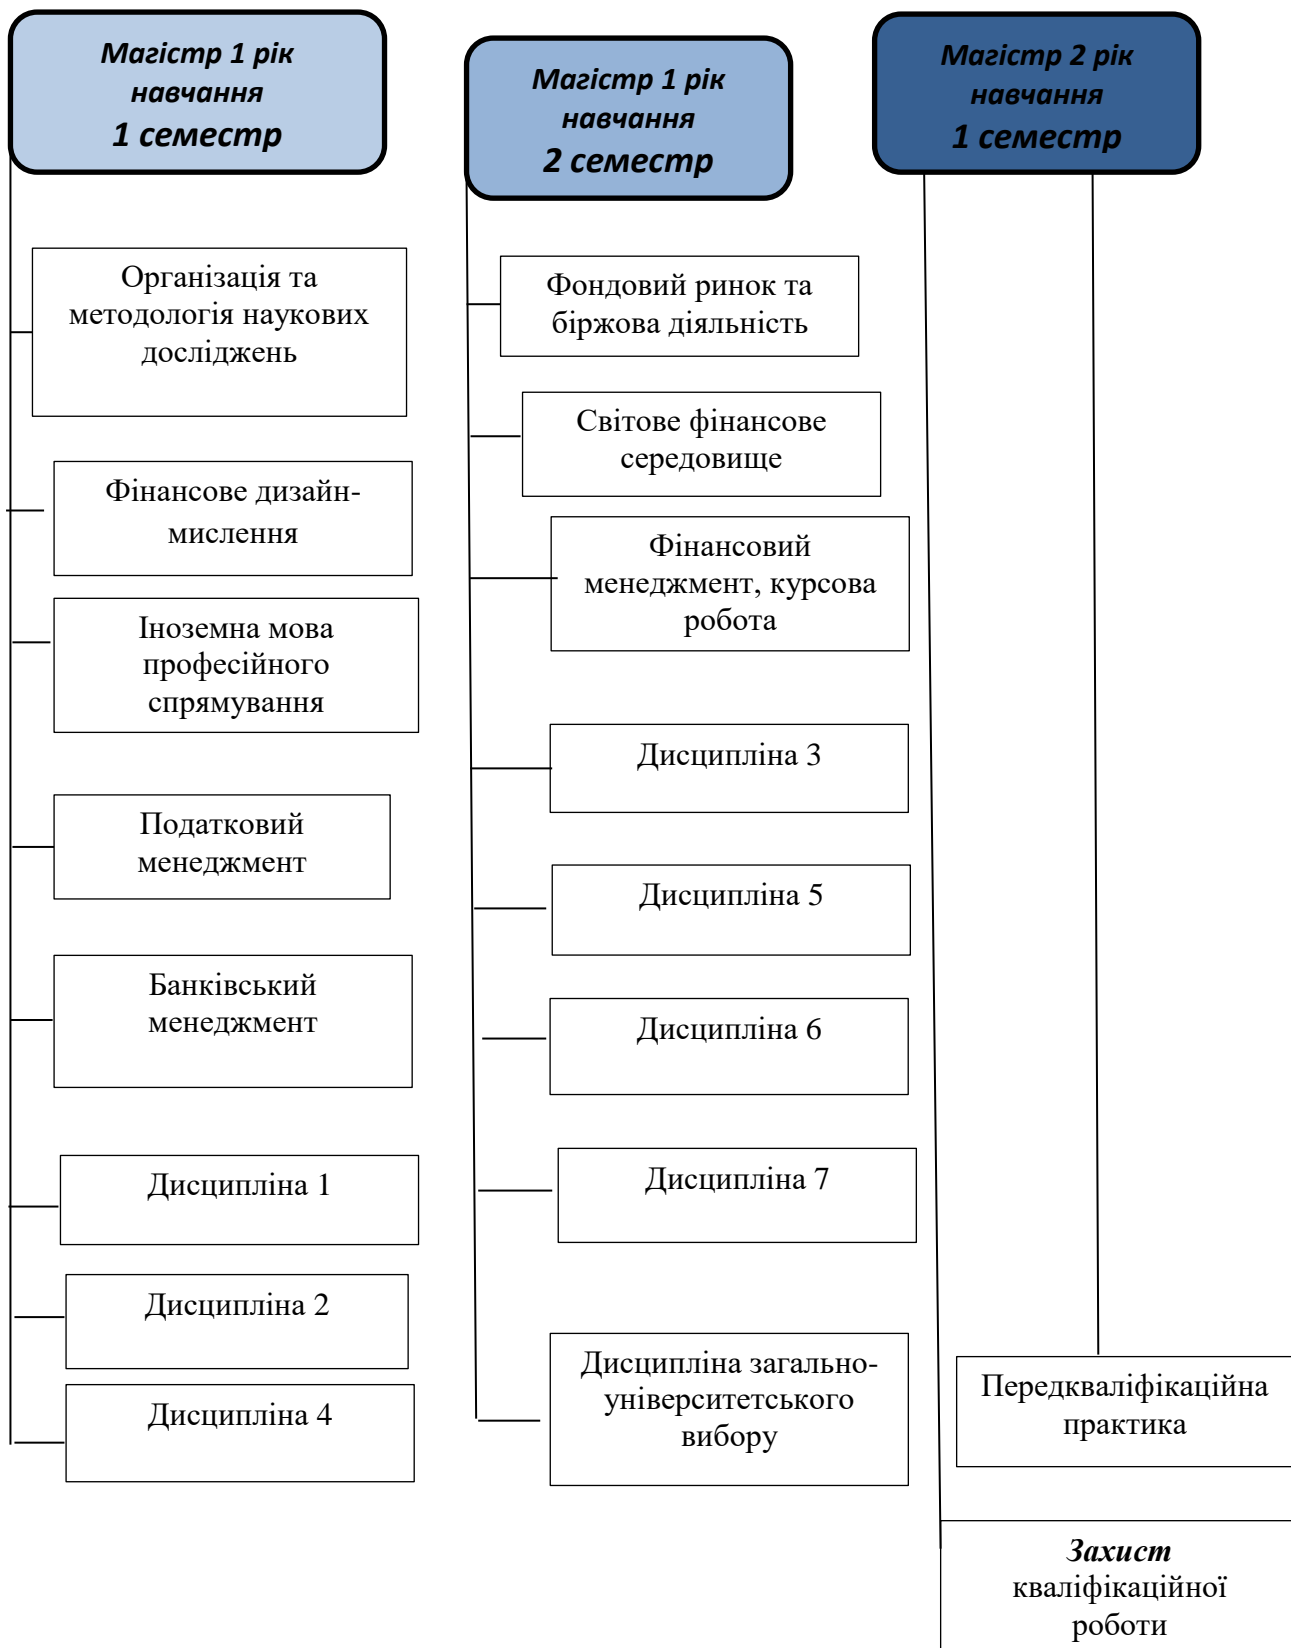 Магістр 1 рік
навчання
1 семестр
Організація та
методологія наукових
досліджень
Фінансове дизайн-
мислення
Іноземна мова
професійного
спрямування
Податковий
менеджмент
Банківський
менеджмент
Дисципліна 1
Дисципліна 2
Дисципліна 4
Магістр 1 рік
навчання
2 семестр
Фондовий ринок та
біржова діяльність
Світове фінансове
середовище
Фінансовий
менеджмент, курсова
робота
Дисципліна 3
Дисципліна 5
Дисципліна 6
Дисципліна 7
Дисципліна загально-
університетського
вибору
Магістр 2 рік
навчання
1 семестр
Передкваліфікаційна
практика
Захист
кваліфікаційної
роботи